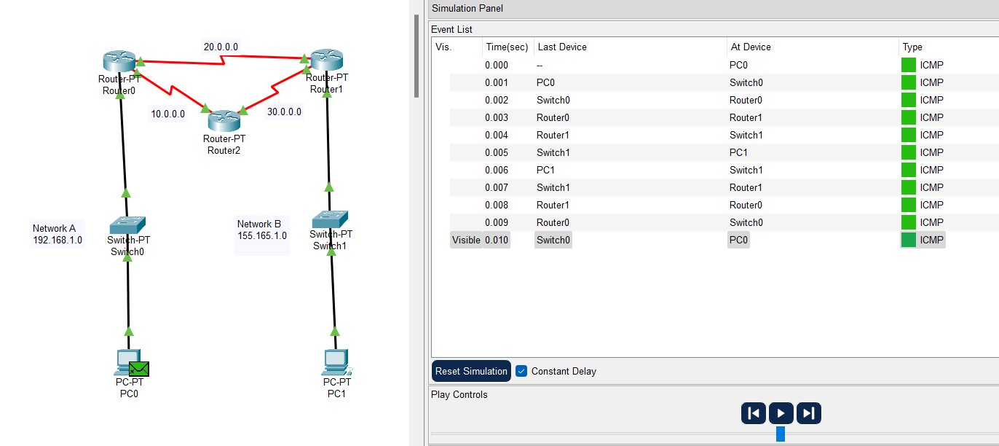 20.0.0.0
Router-PT
Router0
Router-PT
Router1
10.0.0.0
30.0.0.0
Router-PT
Router2
Network A
192.168.1.0
Switch-PT
Switch0
Network B
155.165.1.0
Switch-PT
Switch1
PC-PT
PC0
PC-PT
PC1
Simulation Panel
Event List
Vis. Time(sec) Last Device At Device Type
0.000 -- PC0 ICMP
0.001 PC0 Switch0 ICMP
0.002 Switch0 Router0 ICMP
0.003 Router0 Router1 ICMP
0.004 Router1 Switch1 ICMP
0.005 Switch1 PC1 ICMP
0.006 PC1 Switch1 ICMP
0.007 Switch1 Router1 ICMP
0.008 Router1 Router0 ICMP
0.009 Router0 Switch0 ICMP
Visible 0.010 Switch0 PC0 ICMP
Reset Simulation Constant Delay
Play Controls